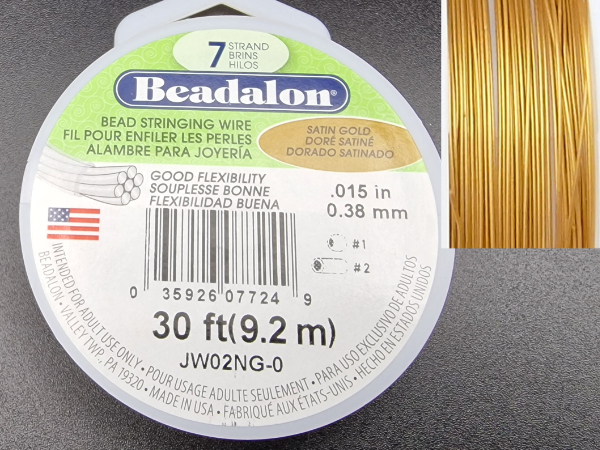 7 STRAND
BRINS
HILOS
Beadalon®
BEAD STRINGING WIRE
FIL POUR ENFILER LES PERLES
ALAMBRE PARA JOYERÍA
SATIN GOLD
DORÉ SATINÉ
DORADO SATINADO
GOOD FLEXIBILITY
SOUPLESSE BONNE
FLEXIBILIDAD BUENA
.015 in
0.38 mm
#1
#2
0 35926 07724 9
30 ft(9.2 m)
JW02NG-0
INTENDED FOR ADULT USE ONLY • POUR USAGE ADULTE SEULEMENT • PARA USO EXCLUSIVO DE ADULTOS
BEADALON • VALLEY TWP., PA 19320 • MADE IN USA • FABRIQUÉ AUX ÉTATS-UNIS • HECHO EN ESTADOS UNIDOS